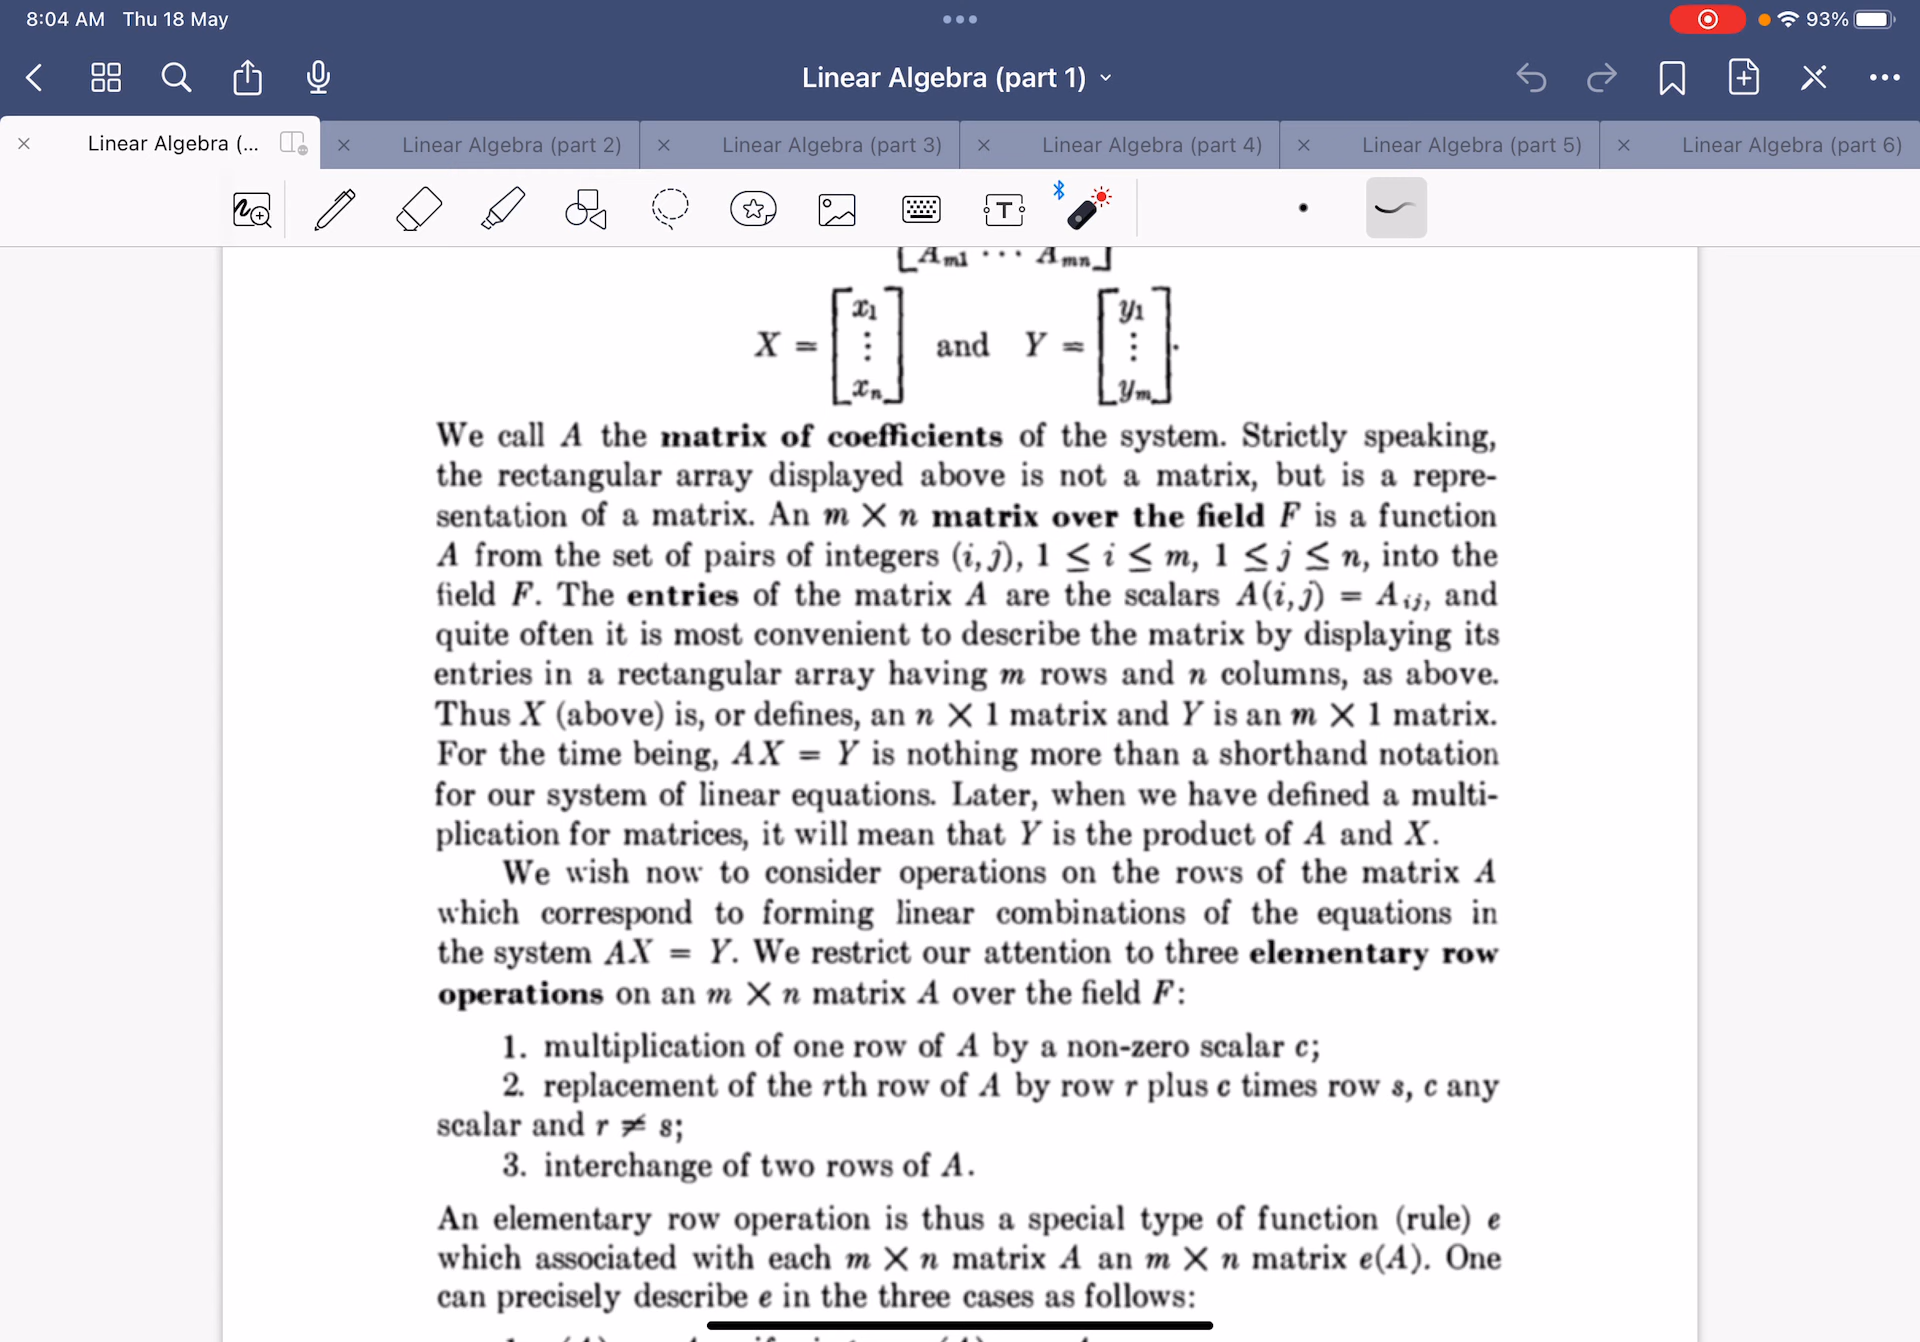 8:04 AM Thu 18 May
93%
Linear Algebra (part 1)
Linear Algebra (...
Linear Algebra (part 2)
Linear Algebra (part 3)
Linear Algebra (part 4)
Linear Algebra (part 5)
Linear Algebra (part 6)
[A_m1 ··· A_mn]
X = [x_1 ⋮ x_n] and Y = [y_1 ⋮ y_m].
We call A the matrix of coefficients of the system. Strictly speaking,
the rectangular array displayed above is not a matrix, but is a repre-
sentation of a matrix. An m × n matrix over the field F is a function
A from the set of pairs of integers (i, j), 1 ≤ i ≤ m, 1 ≤ j ≤ n, into the
field F. The entries of the matrix A are the scalars A(i, j) = A_ij, and
quite often it is most convenient to describe the matrix by displaying its
entries in a rectangular array having m rows and n columns, as above.
Thus X (above) is, or defines, an n × 1 matrix and Y is an m × 1 matrix.
For the time being, AX = Y is nothing more than a shorthand notation
for our system of linear equations. Later, when we have defined a multi-
plication for matrices, it will mean that Y is the product of A and X.
We wish now to consider operations on the rows of the matrix A
which correspond to forming linear combinations of the equations in
the system AX = Y. We restrict our attention to three elementary row
operations on an m × n matrix A over the field F:
1. multiplication of one row of A by a non-zero scalar c;
2. replacement of the rth row of A by row r plus c times row s, c any
scalar and r ≠ s;
3. interchange of two rows of A.
An elementary row operation is thus a special type of function (rule) e
which associated with each m × n matrix A an m × n matrix e(A). One
can precisely describe e in the three cases as follows: